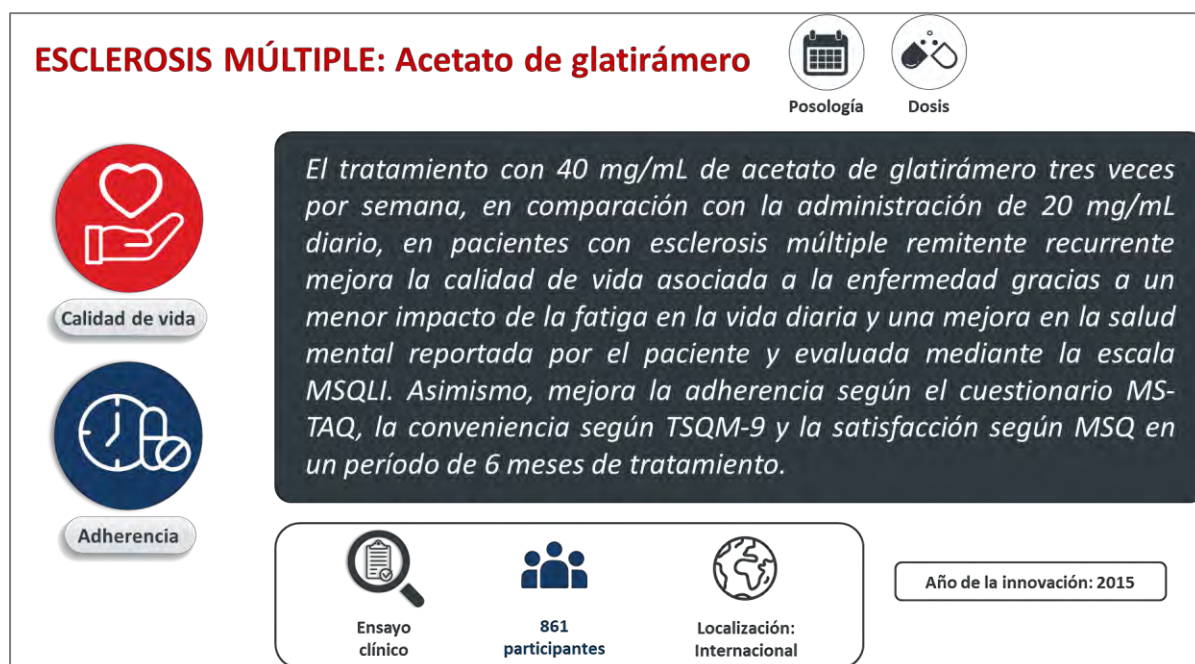 ESCLEROSIS MÚLTIPLE: Acetato de glatirámero
Posología
Dosis
Calidad de vida
Adherencia
El tratamiento con 40 mg/mL de acetato de glatirámero tres veces
por semana, en comparación con la administración de 20 mg/mL
diario, en pacientes con esclerosis múltiple remitente recurrente
mejora la calidad de vida asociada a la enfermedad gracias a un
menor impacto de la fatiga en la vida diaria y una mejora en la salud
mental reportada por el paciente y evaluada mediante la escala
MSQLI. Asimismo, mejora la adherencia según el cuestionario MS-
TAQ, la conveniencia según TSQM-9 y la satisfacción según MSQ en
un período de 6 meses de tratamiento.
Ensayo
clínico
861
participantes
Localización:
Internacional
Año de la innovación: 2015